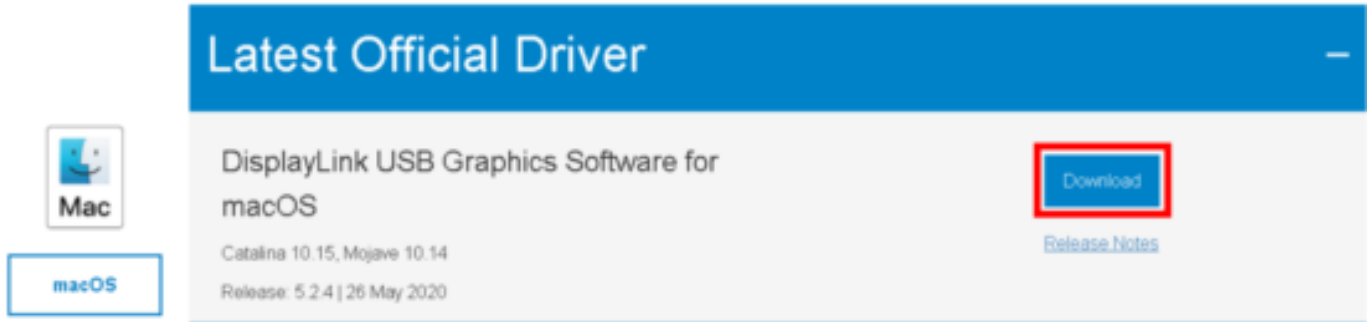 Latest Official Driver
Mac
macOS
DisplayLink USB Graphics Software for
macOS
Catalina 10.15, Mojave 10.14
Release: 5.2.4 | 26 May 2020
Download
Release Notes